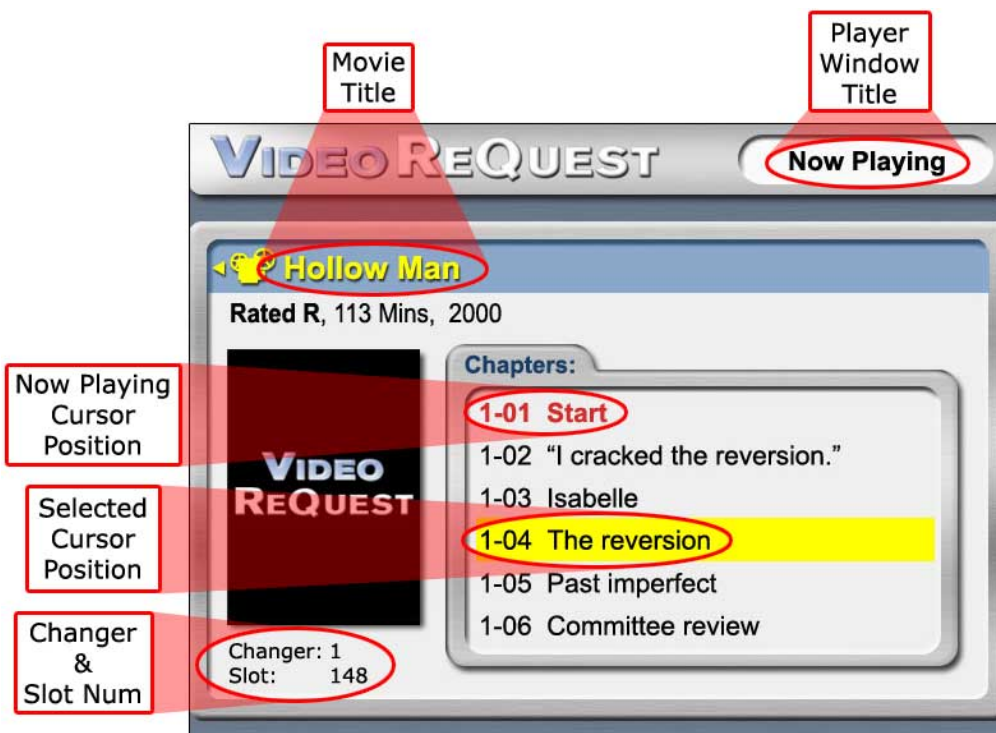 Movie
Title
Player
Window
Title
VIDEO REQUEST
Now Playing
Hollow Man
Rated R, 113 Mins, 2000
Now Playing
Cursor
Position
Selected
Cursor
Position
Changer
&
Slot Num
VIDEO
REQUEST
Changer: 1
Slot: 148
Chapters:
1-01 Start
1-02 “I cracked the reversion.”
1-03 Isabelle
1-04 The reversion
1-05 Past imperfect
1-06 Committee review